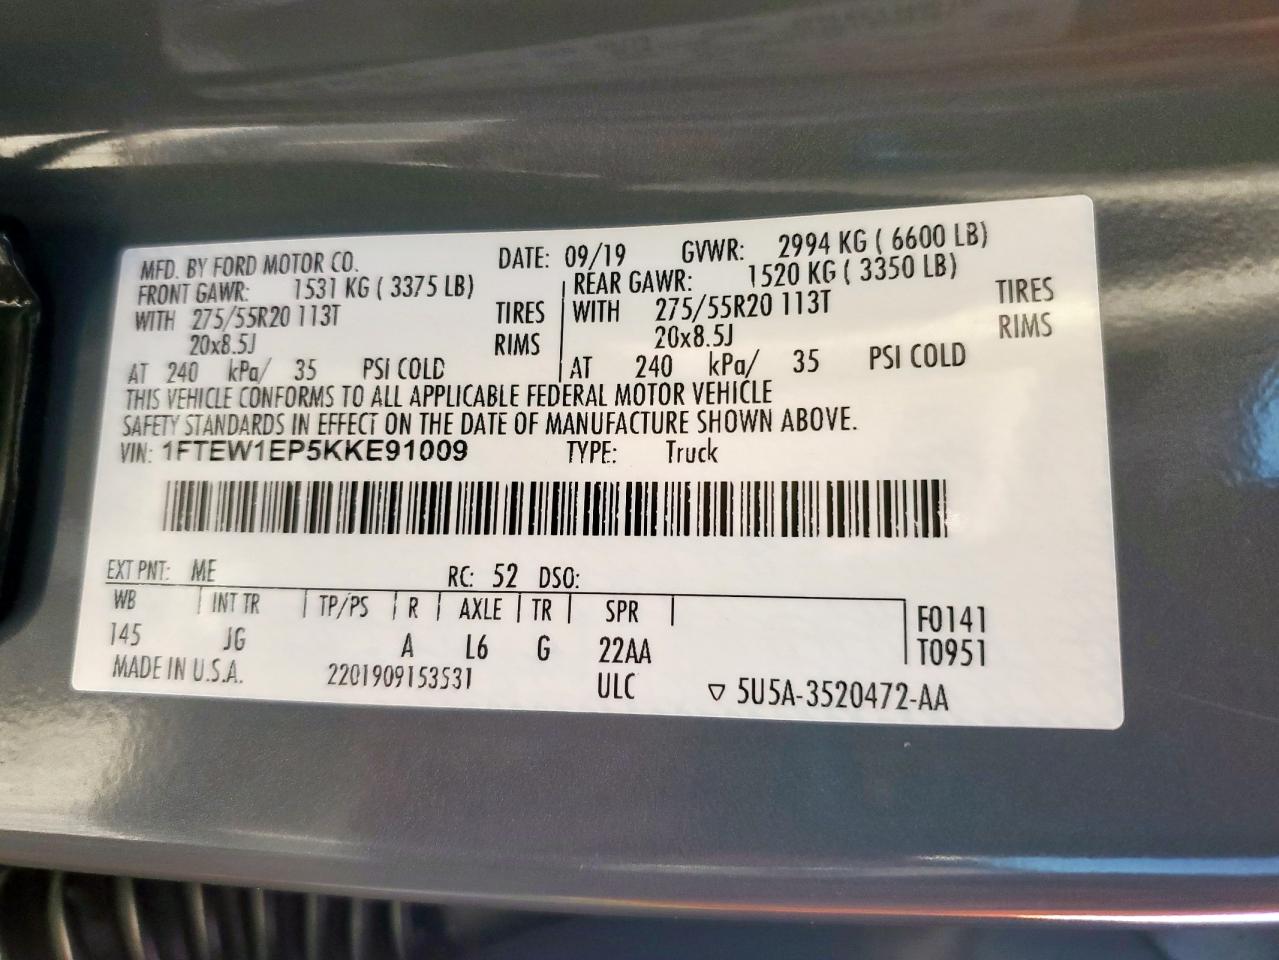 MFD. BY FORD MOTOR CO. DATE: 09/19 GVWR: 2994 KG ( 6600 LB)
FRONT GAWR: 1531 KG ( 3375 LB) REAR GAWR: 1520 KG ( 3350 LB)
WITH 275/55R20 113T TIRES WITH 275/55R20 113T TIRES
20x8.5J RIMS 20x8.5J RIMS
AT 240 kPa/ 35 PSI COLD AT 240 kPa/ 35 PSI COLD
THIS VEHICLE CONFORMS TO ALL APPLICABLE FEDERAL MOTOR VEHICLE
SAFETY STANDARDS IN EFFECT ON THE DATE OF MANUFACTURE SHOWN ABOVE.
VIN: 1FTEW1EP5KKE91009 TYPE: Truck
EXT PNT: ME RC: 52 DSO:
WB INT TR TP/PS R AXLE TR SPR F0141
145 JG A L6 G 22AA T0951
MADE IN U.S.A. 2201909153531 ULC ▽ 5U5A-3520472-AA